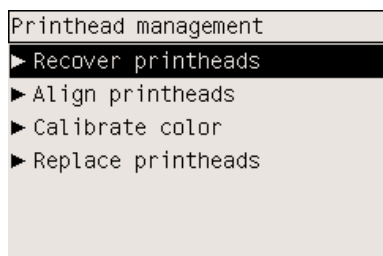 Printhead management
Recover printheads
Align printheads
Calibrate color
Replace printheads